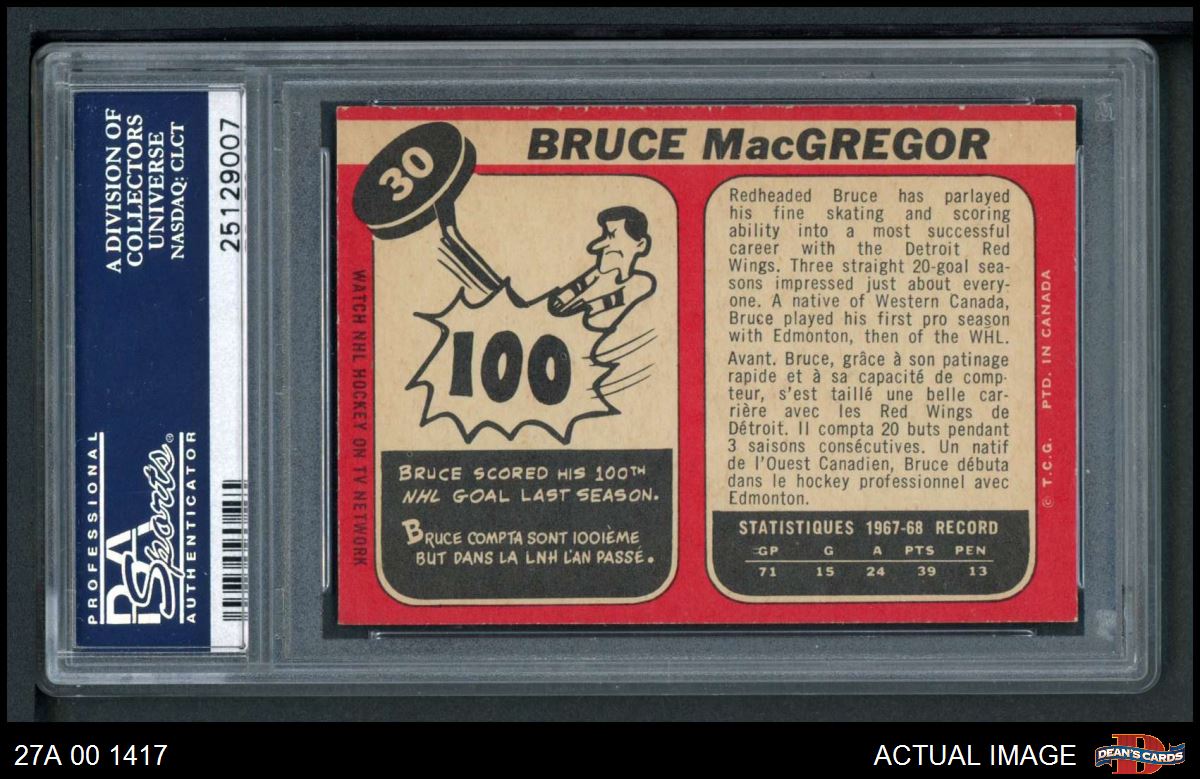 A DIVISION OF
COLLECTORS
UNIVERSE
NASDAQ: CLCT
25129007
PROFESSIONAL
PSA
Sports®
AUTHENTICATOR
30
BRUCE MacGREGOR
WATCH NHL HOCKEY ON TV NETWORK
100
BRUCE SCORED HIS 100TH
NHL GOAL LAST SEASON.
BRUCE COMPTA SONT 100IÈME
BUT DANS LA LNH L'AN PASSÉ.
Redheaded Bruce has parlayed
his fine skating and scoring
ability into a most successful
career with the Detroit Red
Wings. Three straight 20-goal sea-
sons impressed just about every-
one. A native of Western Canada,
Bruce played his first pro season
with Edmonton, then of the WHL.
Avant. Bruce, grâce à son patinage
rapide et à sa capacité de comp-
teur, s'est taillé une belle car-
rière avec les Red Wings de
Détroit. Il compta 20 buts pendant
3 saisons consécutives. Un natif
de l'Ouest Canadien, Bruce débuta
dans le hockey professionnel avec
Edmonton.
STATISTIQUES 1967-68 RECORD
GP G A PTS PEN
71 15 24 39 13
© T.C.G. PTD. IN CANADA
27A 00 1417
ACTUAL IMAGE
DEAN'S CARDS